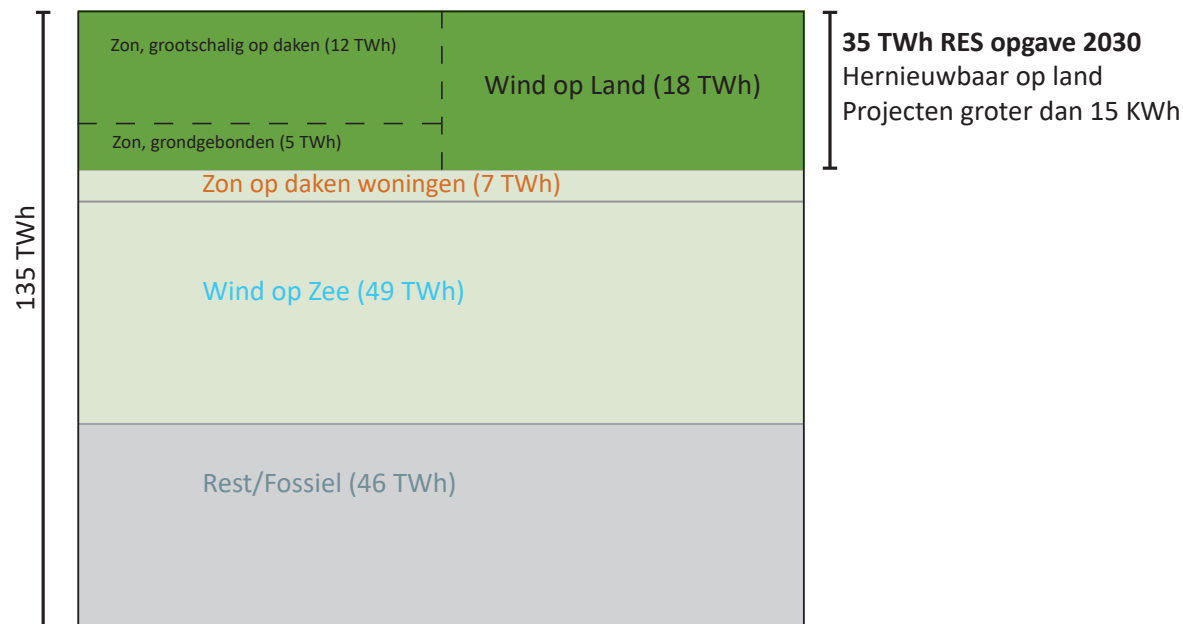 Zon, grootschalig op daken (12 TWh)
Wind op Land (18 TWh)
Zon, grondgebonden (5 TWh)
35 TWh RES opgave 2030
Hernieuwbaar op land
Projecten groter dan 15 KWh
Zon op daken woningen (7 TWh)
135 TWh
Wind op Zee (49 TWh)
Rest/Fossiel (46 TWh)